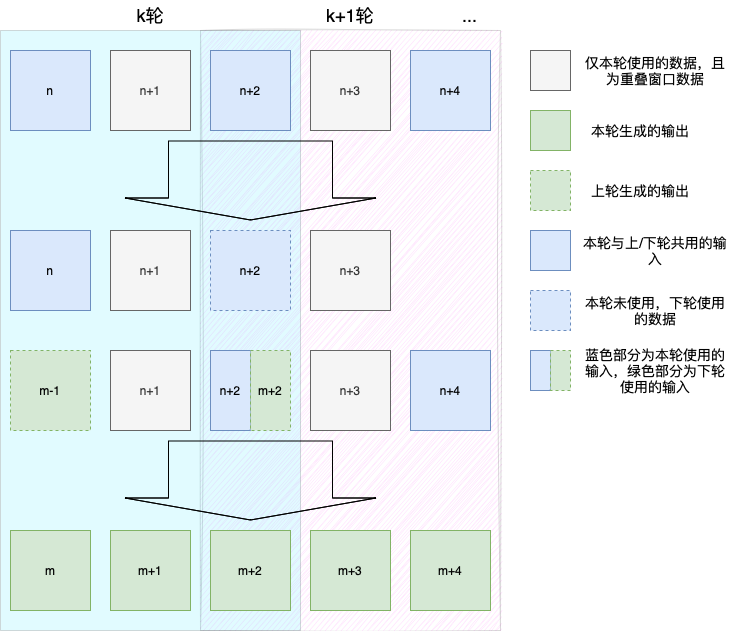 k轮
k+1轮
...
n
n+1
n+2
n+3
n+4
n
n+1
n+2
n+3
m-1
n+1
n+2
m+2
n+3
n+4
m
m+1
m+2
m+3
m+4
仅本轮使用的数据，且
为重叠窗口数据
本轮生成的输出
上轮生成的输出
本轮与上/下轮共用的输
入
本轮未使用，下轮使用
的数据
蓝色部分为本轮使用的
输入，绿色部分为下轮
使用的输入